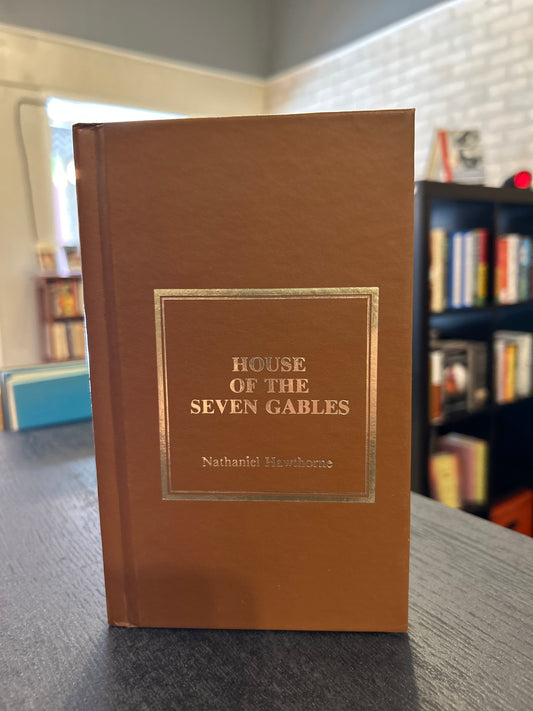 HOUSE
OF THE
SEVEN GABLES
Nathaniel Hawthorne